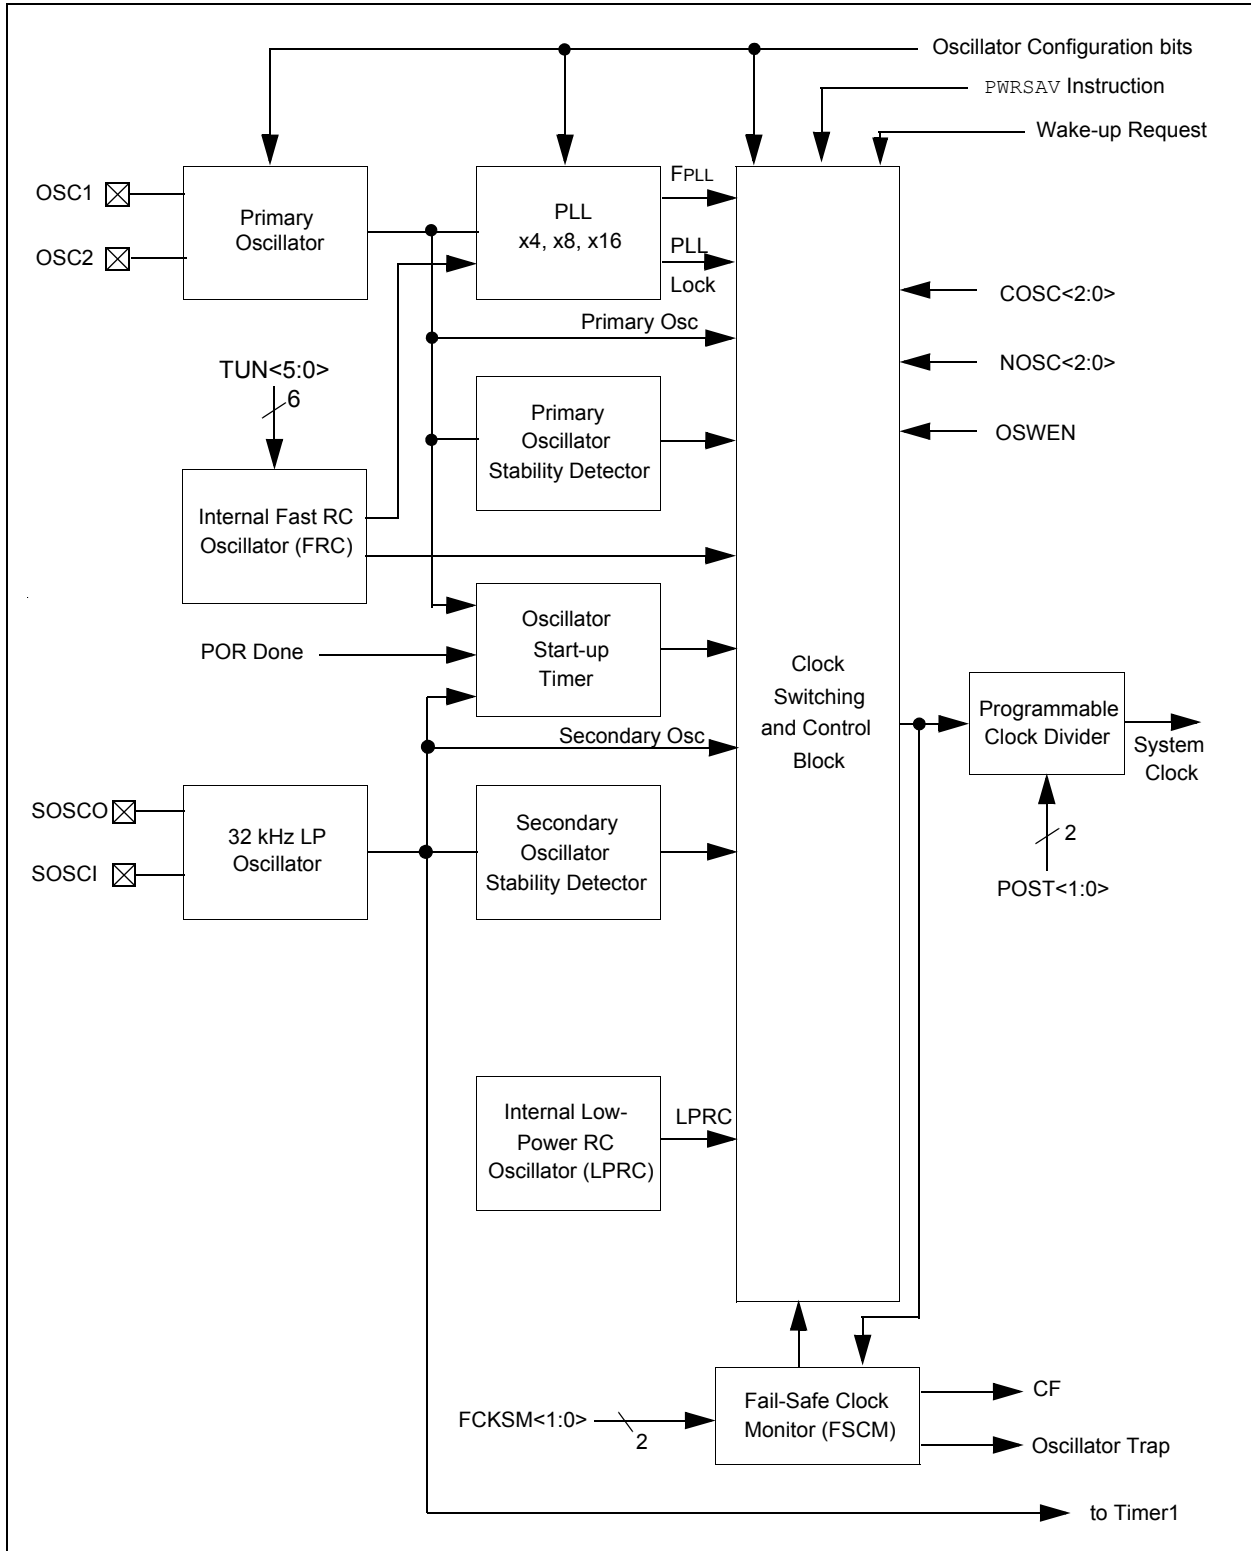 Oscillator Configuration bits
PWRSAV Instruction
Wake-up Request
OSC1
OSC2
Primary
Oscillator
PLL
x4, x8, x16
FPLL
PLL
Lock
COSC<2:0>
Primary Osc
NOSC<2:0>
TUN<5:0>
6
Primary
Oscillator
Stability Detector
OSWEN
Internal Fast RC
Oscillator (FRC)
Oscillator
Start-up
Timer
POR Done
Clock
Switching
and Control
Block
Secondary Osc
Programmable
Clock Divider
System
Clock
SOSCO
SOSCI
32 kHz LP
Oscillator
Secondary
Oscillator
Stability Detector
2
POST<1:0>
Internal Low-
Power RC
Oscillator (LPRC)
LPRC
FCKSM<1:0>
2
Fail-Safe Clock
Monitor (FSCM)
CF
Oscillator Trap
to Timer1